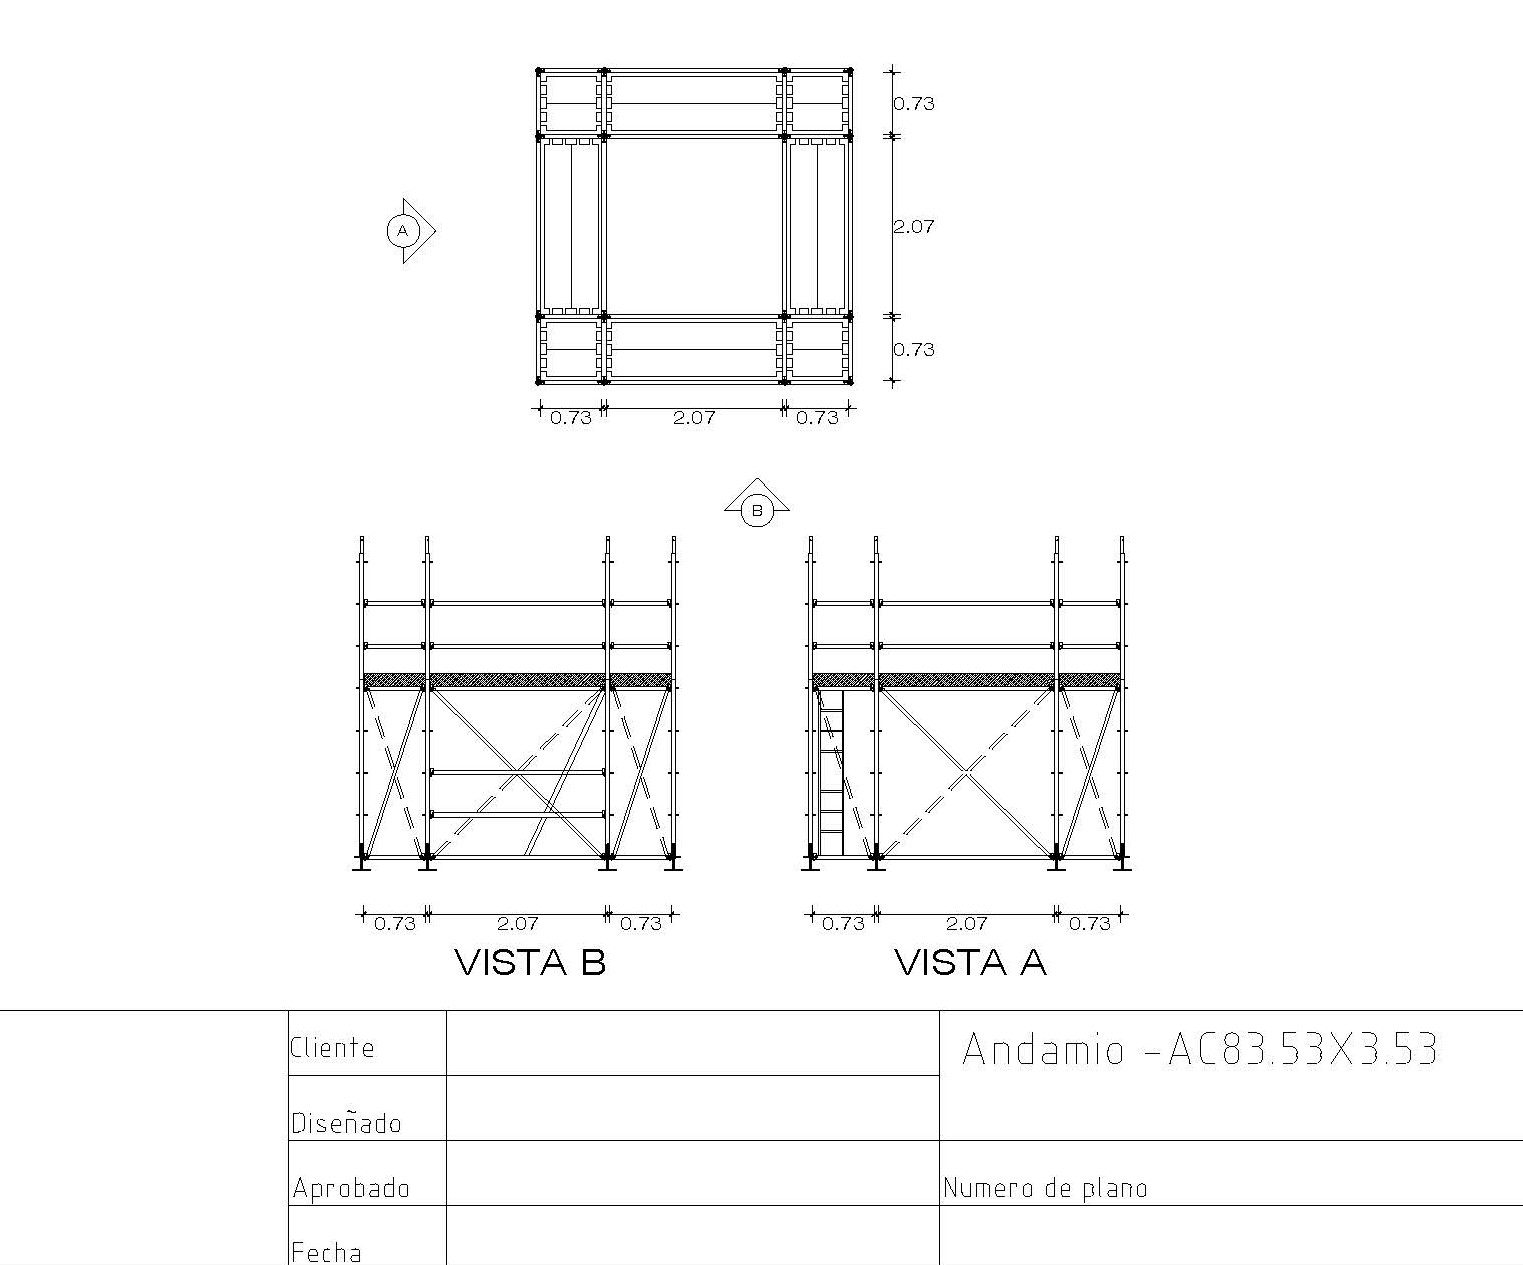 0.73
2.07
0.73
0.73 2.07 0.73
A
B
0.73 2.07 0.73
VISTA B
0.73 2.07 0.73
VISTA A
Cliente
Diseñado
Aprobado
Fecha
Andamio -AC83.53X3.53
Numero de plano